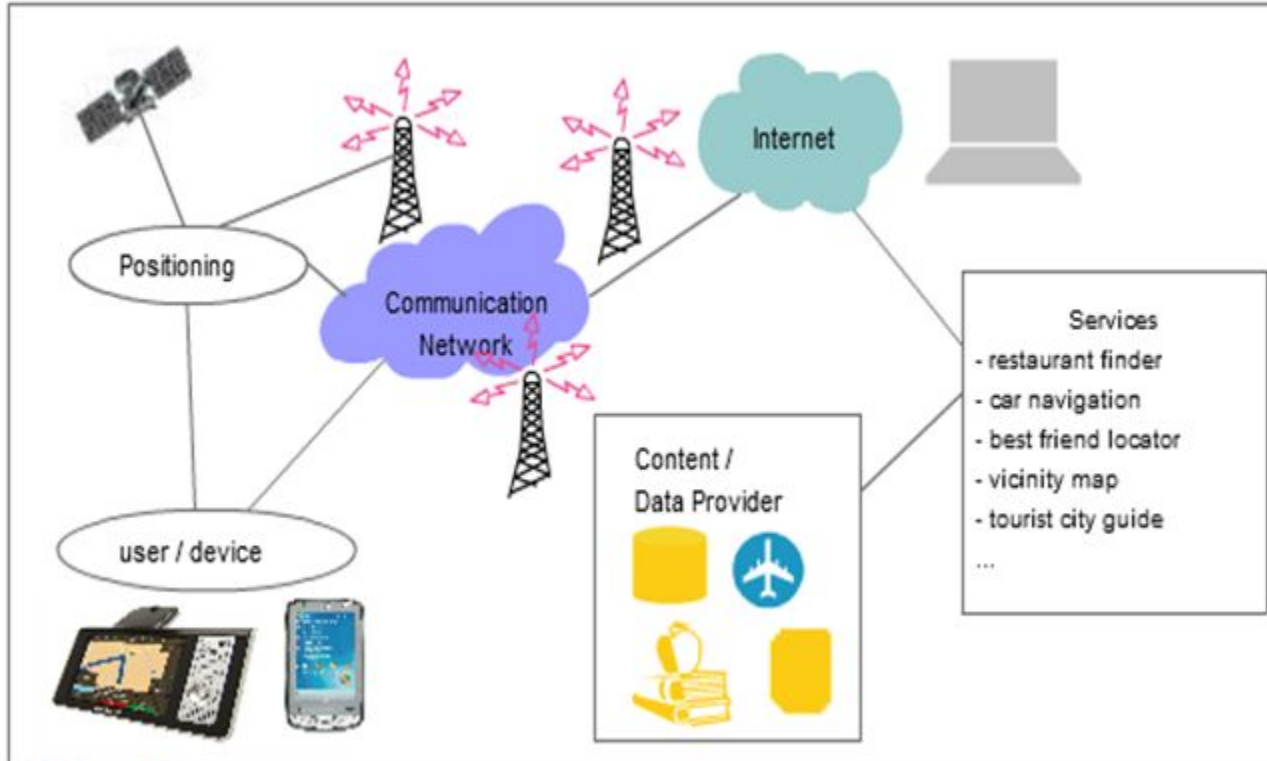 Internet
Positioning
Communication
Network
Services
- restaurant finder
- car navigation
- best friend locator
- vicinity map
- tourist city guide
...
Content /
Data Provider
user / device